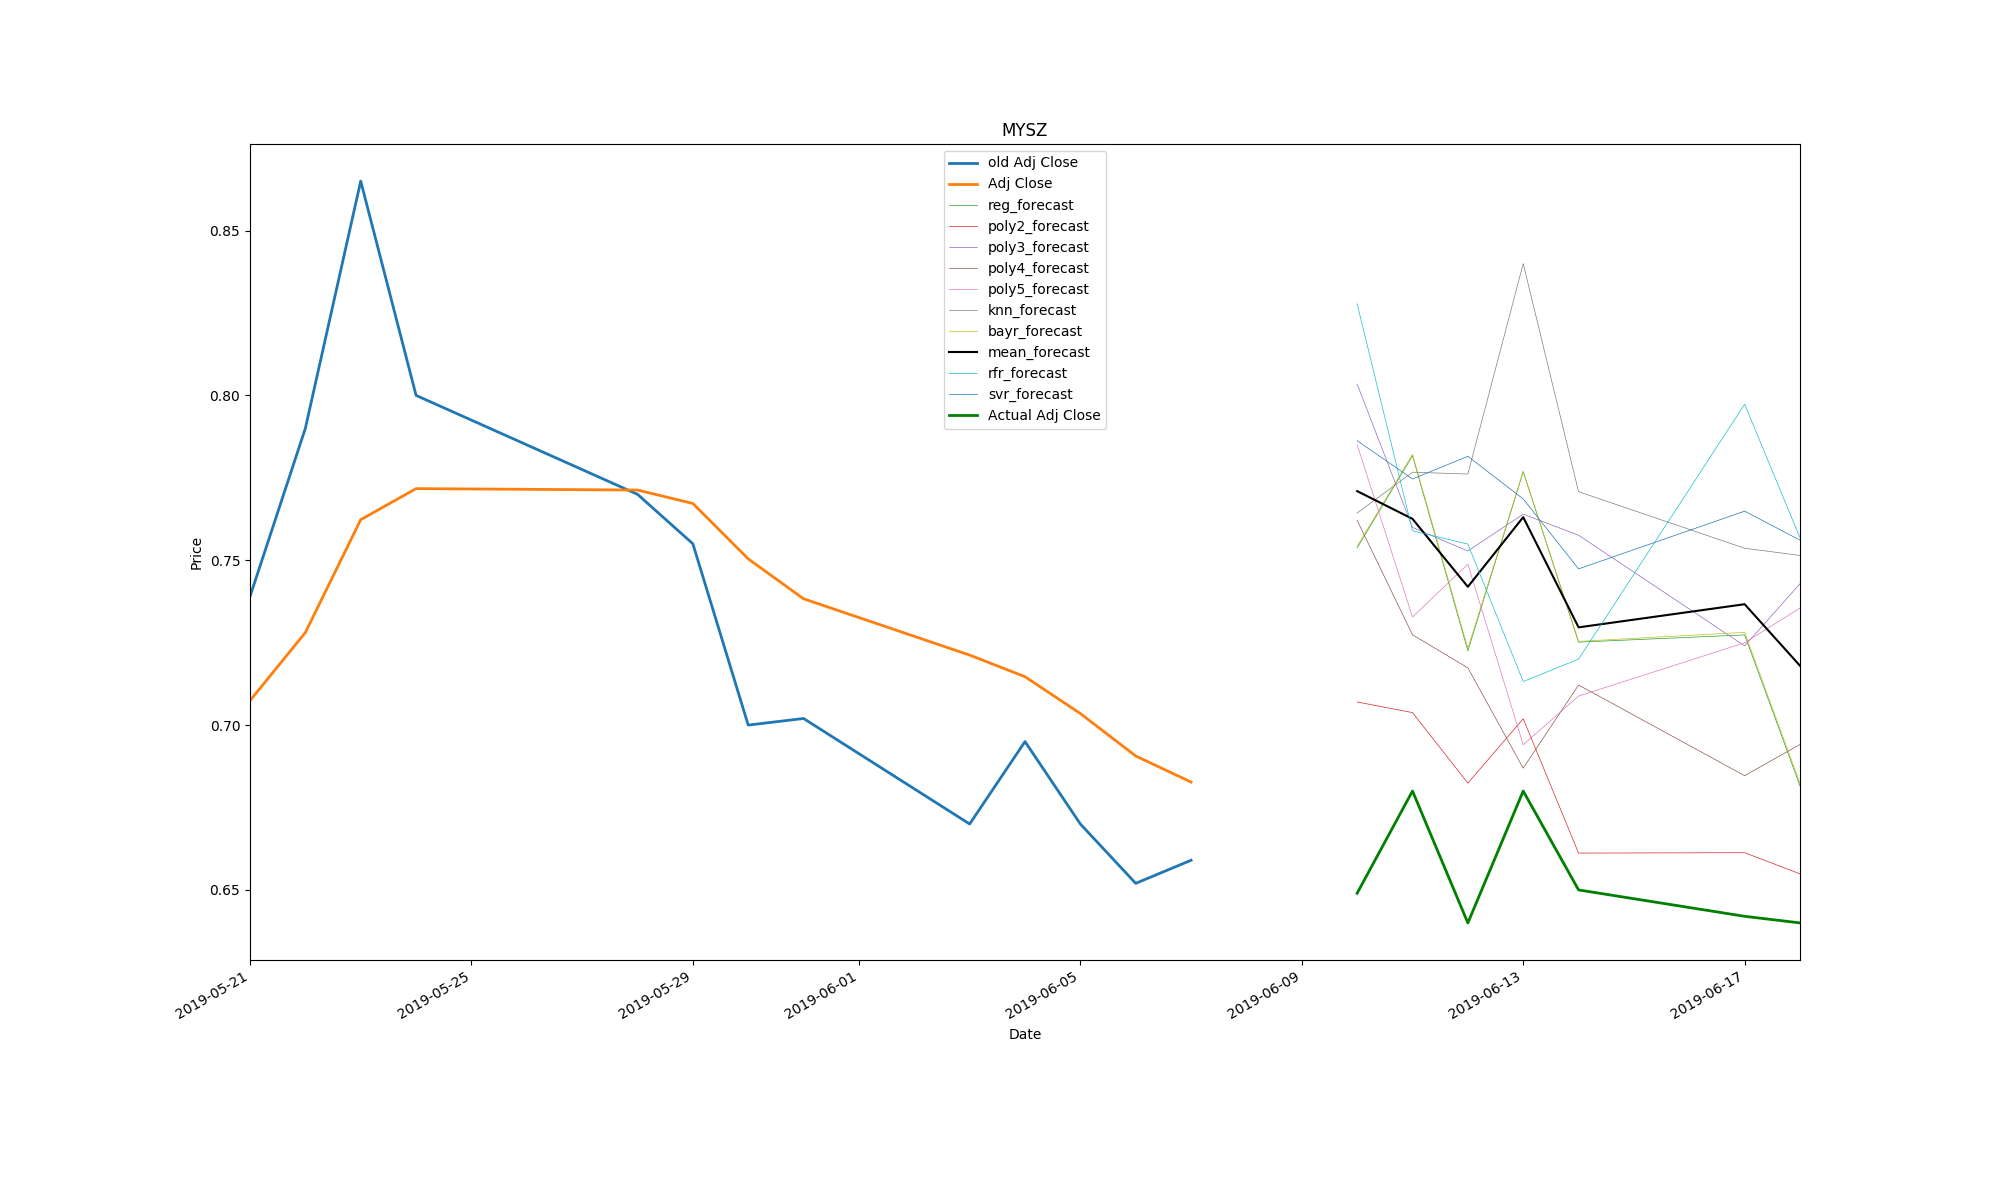 MYSZ
old Adj Close
Adj Close
reg_forecast
poly2_forecast
poly3_forecast
poly4_forecast
poly5_forecast
knn_forecast
bayr_forecast
mean_forecast
rfr_forecast
svr_forecast
Actual Adj Close
Price
0.85
0.80
0.75
0.70
0.65
2019-05-21
2019-05-25
2019-05-29
2019-06-01
2019-06-05
2019-06-09
2019-06-13
2019-06-17
Date